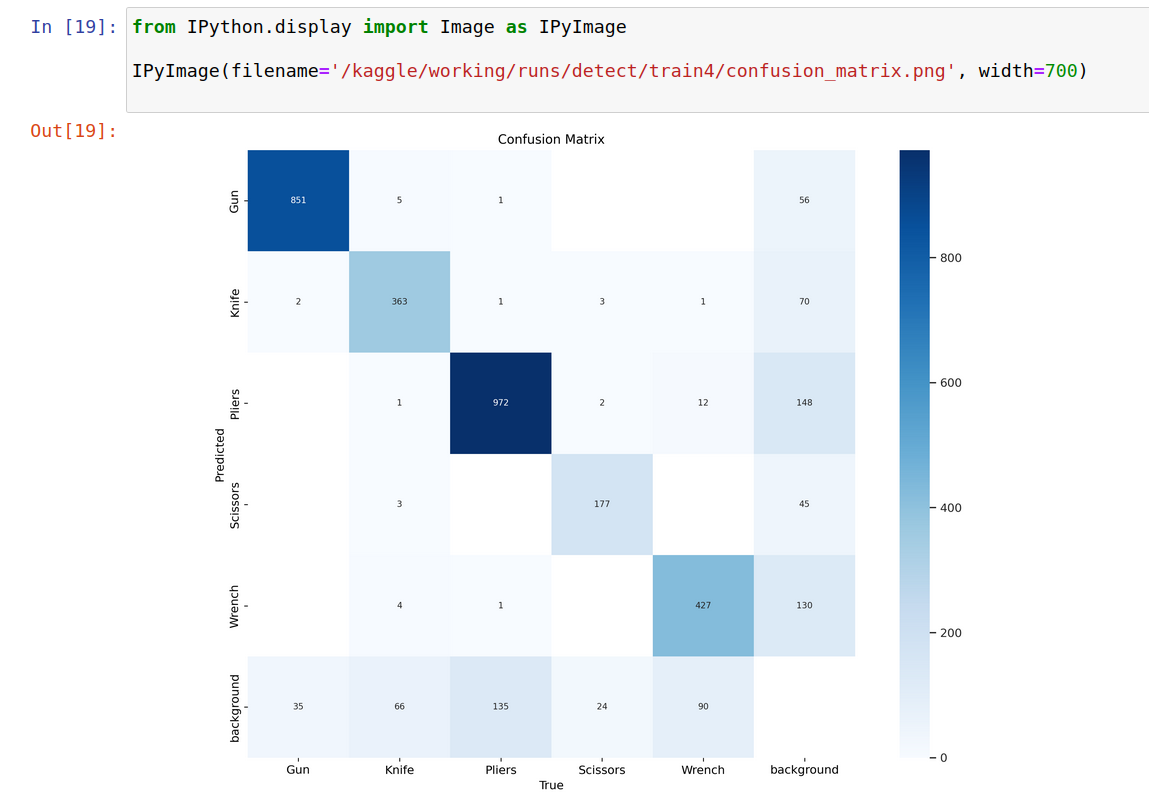 In [19]: from IPython.display import Image as IPyImage
IPyImage(filename='/kaggle/working/runs/detect/train4/confusion_matrix.png', width=700)
Out[19]:
Confusion Matrix
Gun 851 5 1 56
Knife 2 363 1 3 1 70
Pliers 1 972 2 12 148
Scissors 3 177 45
Wrench 4 1 427 130
background 35 66 135 24 90
Predicted
Gun Knife Pliers Scissors Wrench background
True
800
600
400
200
0